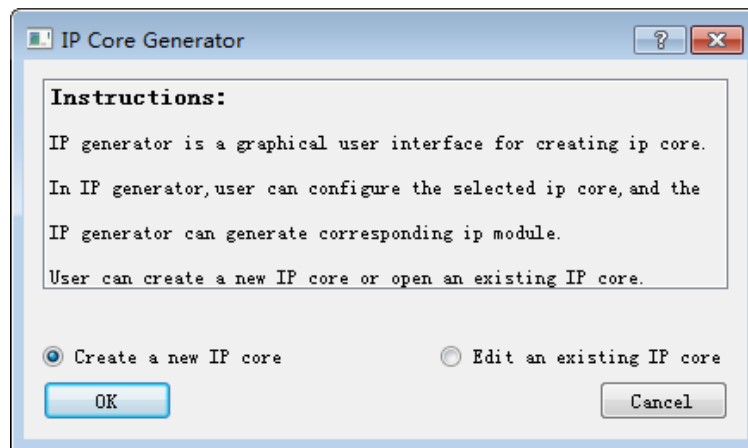 IP Core Generator
Instructions:
IP generator is a graphical user interface for creating ip core.
In IP generator, user can configure the selected ip core, and the
IP generator can generate corresponding ip module.
User can create a new IP core or open an existing IP core.
Create a new IP core
Edit an existing IP core
OK
Cancel